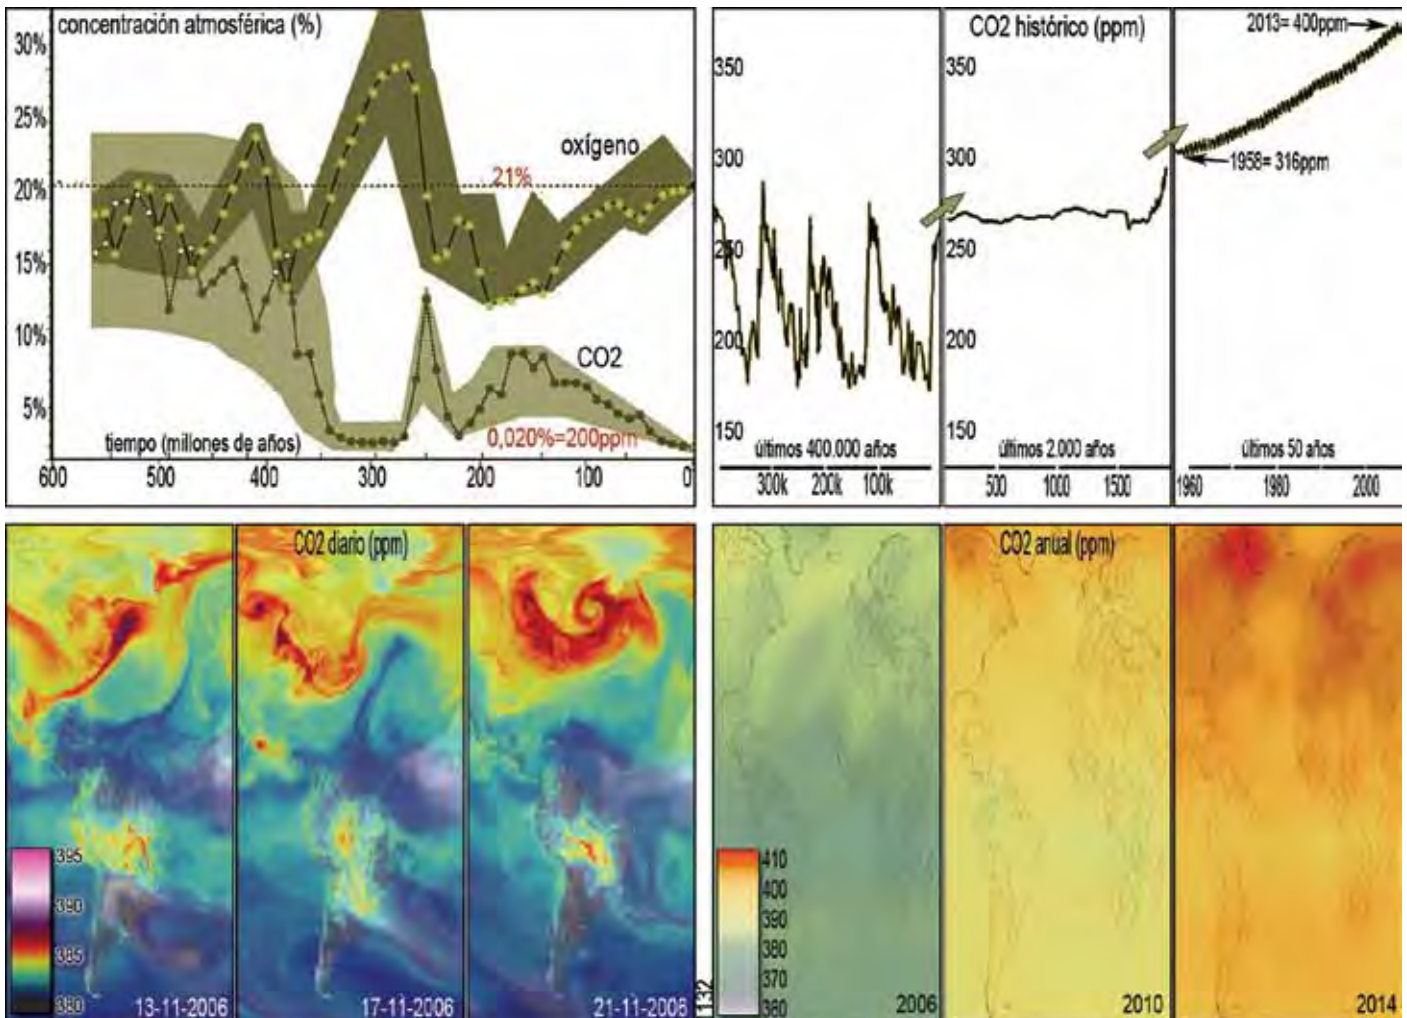 concentración atmosférica (%)
30%
25%
20%
15%
10%
5%
oxígeno
21%
CO2
0,020%=200ppm
tiempo (millones de años)
600 500 400 300 200 100 0
CO2 histórico (ppm)
350
300
250
200
150
últimos 400.000 años
300k 200k 100k
350
300
250
200
150
últimos 2.000 años
500 1000 1500
2013= 400ppm
1958= 316ppm
últimos 50 años
1960 1980 2000
CO2 diario (ppm)
395
390
385
380
13-11-2006
17-11-2006
21-11-2006
132
CO2 anual (ppm)
410
400
390
380
370
360
2006
2010
2014